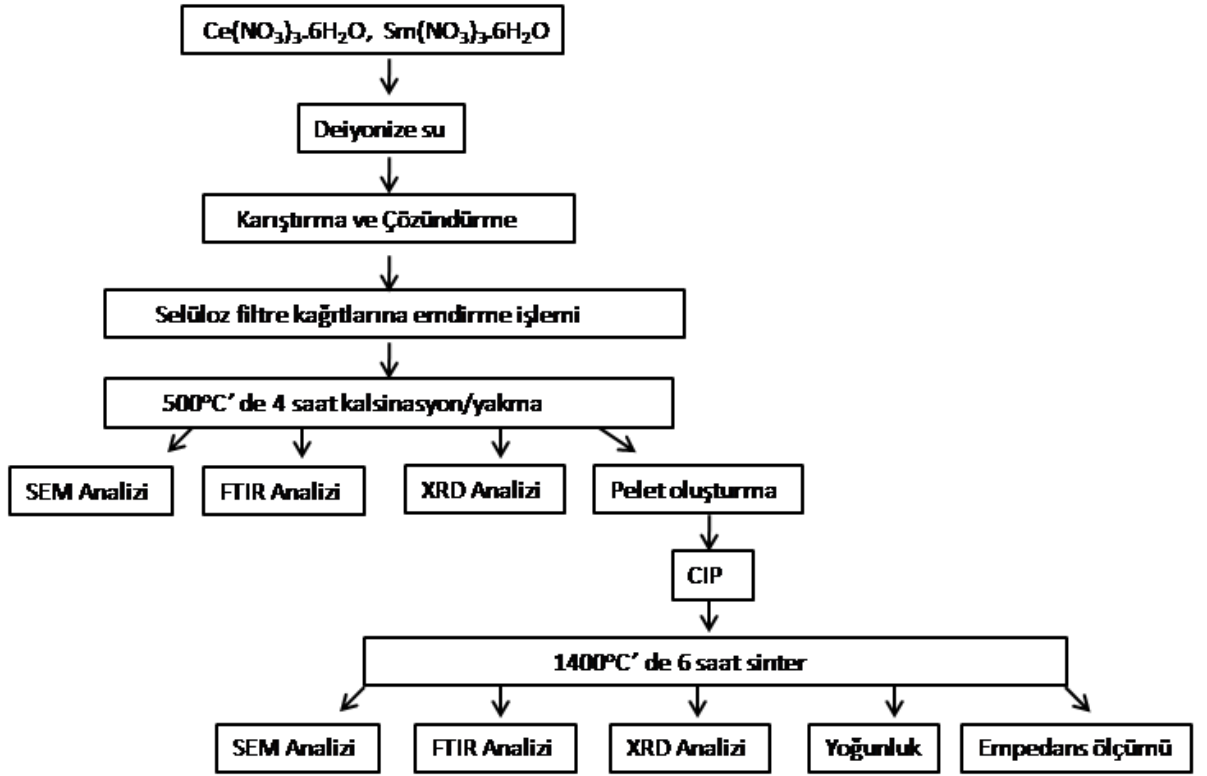 Ce(NO₃)₃.6H₂O, Sm(NO₃)₃.6H₂O
Deiyonize su
Karıştırma ve Çözündürme
Selüloz filtre kağıtlarına emdirme işlemi
500°C’ de 4 saat kalsinasyon/yakma
SEM Analizi
FTIR Analizi
XRD Analizi
Pelet oluşturma
CIP
1400°C’ de 6 saat sinter
SEM Analizi
FTIR Analizi
XRD Analizi
Yoğunluk
Empedans ölçümü